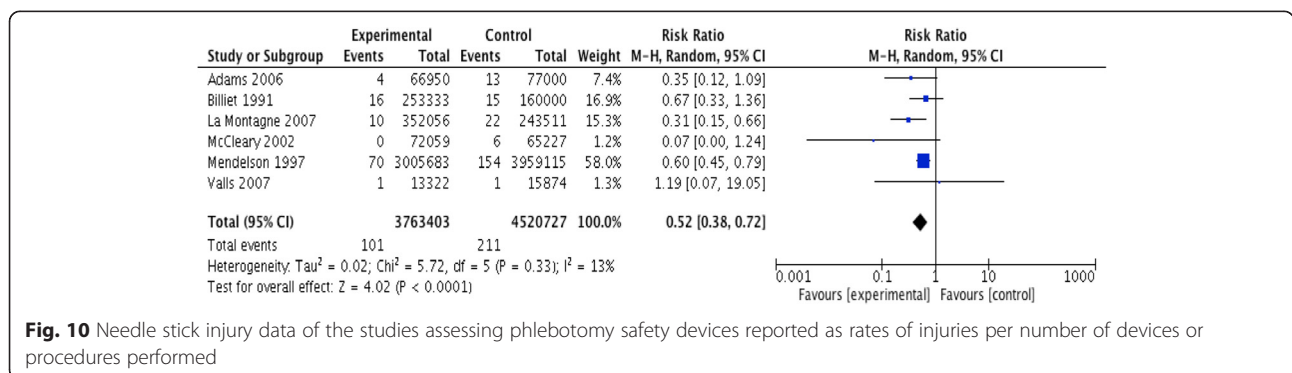 Experimental Control Risk Ratio Risk Ratio
Study or Subgroup Events Total Events Total Weight M-H, Random, 95% CI M-H, Random, 95% CI
Adams 2006 4 66950 13 77000 7.4% 0.35 [0.12, 1.09]
Billiet 1991 16 253333 15 160000 16.9% 0.67 [0.33, 1.36]
La Montagne 2007 10 352056 22 243511 15.3% 0.31 [0.15, 0.66]
McCleary 2002 0 72059 6 65227 1.2% 0.07 [0.00, 1.24]
Mendelson 1997 70 3005683 154 3959115 58.0% 0.60 [0.45, 0.79]
Valls 2007 1 13322 1 15874 1.3% 1.19 [0.07, 19.05]
Total (95% CI) 3763403 4520727 100.0% 0.52 [0.38, 0.72]
Total events 101 211
Heterogeneity: Tau² = 0.02; Chi² = 5.72, df = 5 (P = 0.33); I² = 13%
Test for overall effect: Z = 4.02 (P < 0.0001)
0.001 0.1 1 10 1000
Favours [experimental] Favours [control]
Fig. 10 Needle stick injury data of the studies assessing phlebotomy safety devices reported as rates of injuries per number of devices or
procedures performed